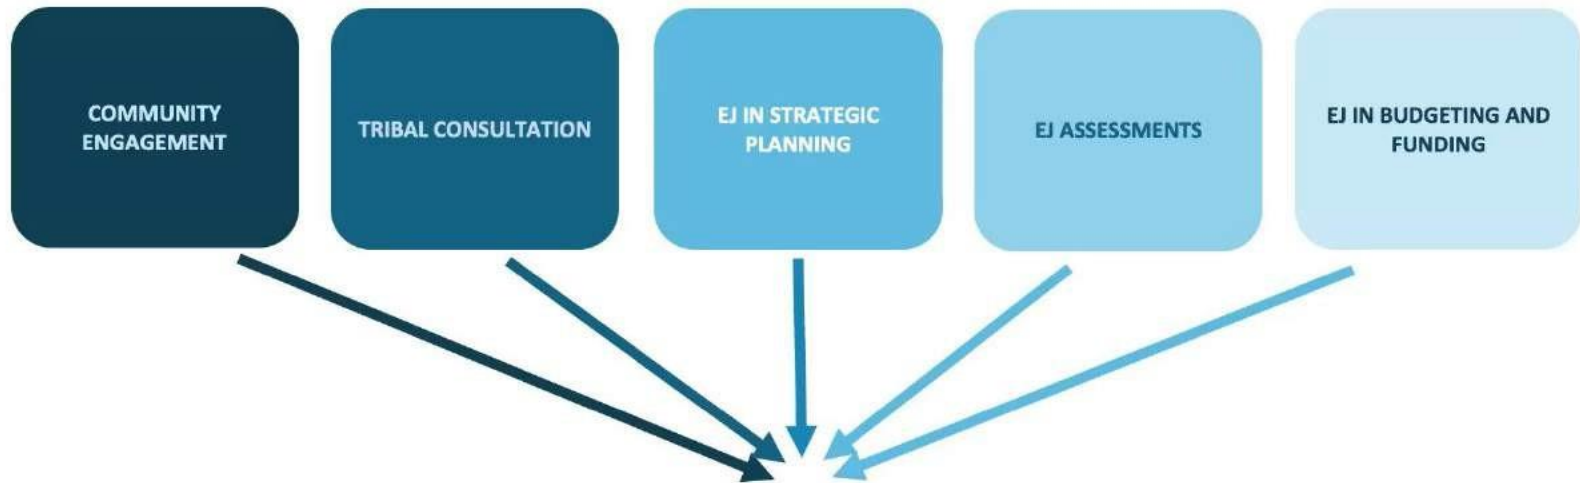 COMMUNITY
ENGAGEMENT
TRIBAL CONSULTATION
EJ IN STRATEGIC
PLANNING
EJ ASSESSMENTS
EJ IN BUDGETING AND
FUNDING